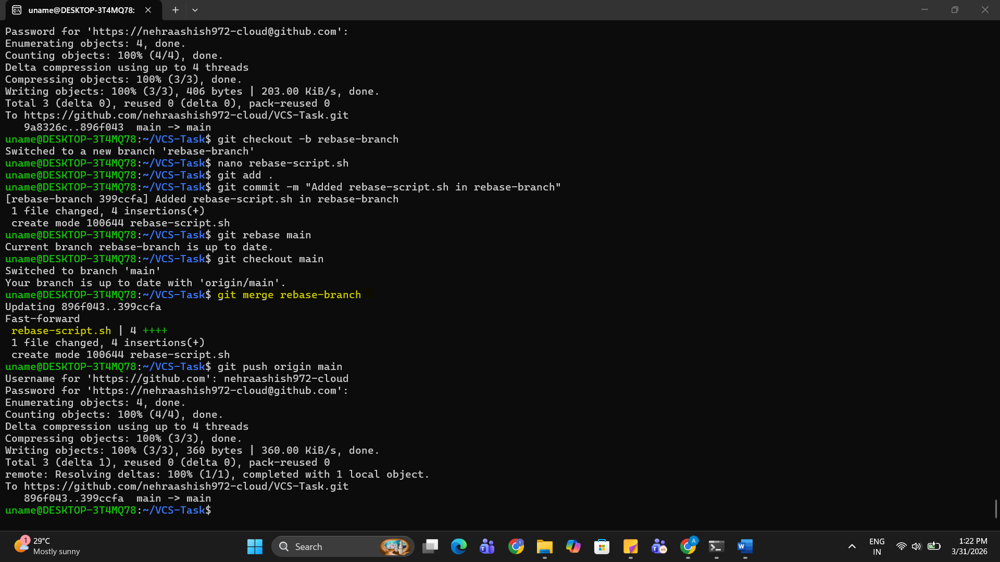 uname@DESKTOP-3T4MQ78:
Password for 'https://nehraashish972-cloud@github.com':
Enumerating objects: 4, done.
Counting objects: 100% (4/4), done.
Delta compression using up to 4 threads
Compressing objects: 100% (3/3), done.
Writing objects: 100% (3/3), 406 bytes | 203.00 KiB/s, done.
Total 3 (delta 0), reused 0 (delta 0), pack-reused 0
To https://github.com/nehraashish972-cloud/VCS-Task.git
   9a8326c..896f043  main -> main
uname@DESKTOP-3T4MQ78:~/VCS-Task$ git checkout -b rebase-branch
Switched to a new branch 'rebase-branch'
uname@DESKTOP-3T4MQ78:~/VCS-Task$ nano rebase-script.sh
uname@DESKTOP-3T4MQ78:~/VCS-Task$ git add .
uname@DESKTOP-3T4MQ78:~/VCS-Task$ git commit -m "Added rebase-script.sh in rebase-branch"
[rebase-branch 399ccfa] Added rebase-script.sh in rebase-branch
 1 file changed, 4 insertions(+)
 create mode 100644 rebase-script.sh
uname@DESKTOP-3T4MQ78:~/VCS-Task$ git rebase main
Current branch rebase-branch is up to date.
uname@DESKTOP-3T4MQ78:~/VCS-Task$ git checkout main
Switched to branch 'main'
Your branch is up to date with 'origin/main'.
uname@DESKTOP-3T4MQ78:~/VCS-Task$ git merge rebase-branch
Updating 896f043..399ccfa
Fast-forward
 rebase-script.sh | 4 ++++
 1 file changed, 4 insertions(+)
 create mode 100644 rebase-script.sh
uname@DESKTOP-3T4MQ78:~/VCS-Task$ git push origin main
Username for 'https://github.com': nehraashish972-cloud
Password for 'https://nehraashish972-cloud@github.com':
Enumerating objects: 4, done.
Counting objects: 100% (4/4), done.
Delta compression using up to 4 threads
Compressing objects: 100% (3/3), done.
Writing objects: 100% (3/3), 360 bytes | 360.00 KiB/s, done.
Total 3 (delta 1), reused 0 (delta 0), pack-reused 0
remote: Resolving deltas: 100% (1/1), completed with 1 local object.
To https://github.com/nehraashish972-cloud/VCS-Task.git
   896f043..399ccfa  main -> main
uname@DESKTOP-3T4MQ78:~/VCS-Task$
1
29°C
Mostly sunny
Search
ENG
IN
1:22 PM
3/31/2026